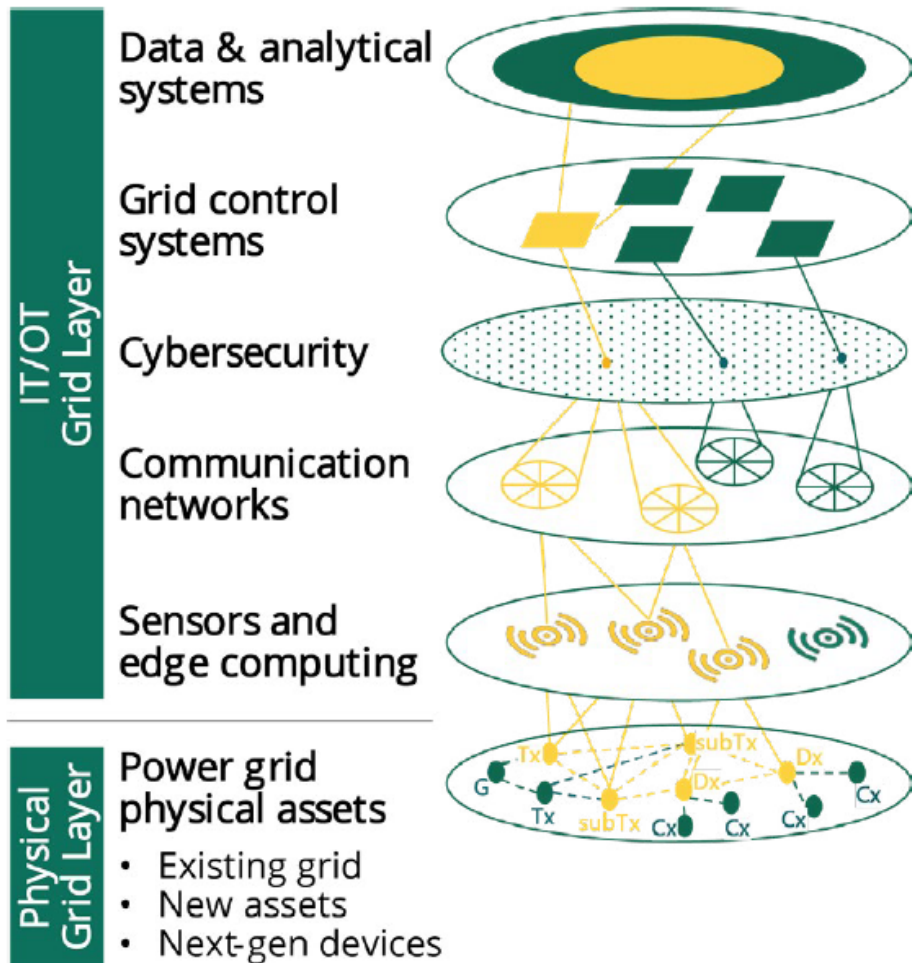 IT/OT
Grid Layer
Data & analytical
systems
Grid control
systems
Cybersecurity
Communication
networks
Sensors and
edge computing
Physical
Grid Layer
Power grid
physical assets
• Existing grid
• New assets
• Next-gen devices
Tx
subTx
Dx
G
Tx
subTx
Dx
Cx
Cx
Cx
Cx